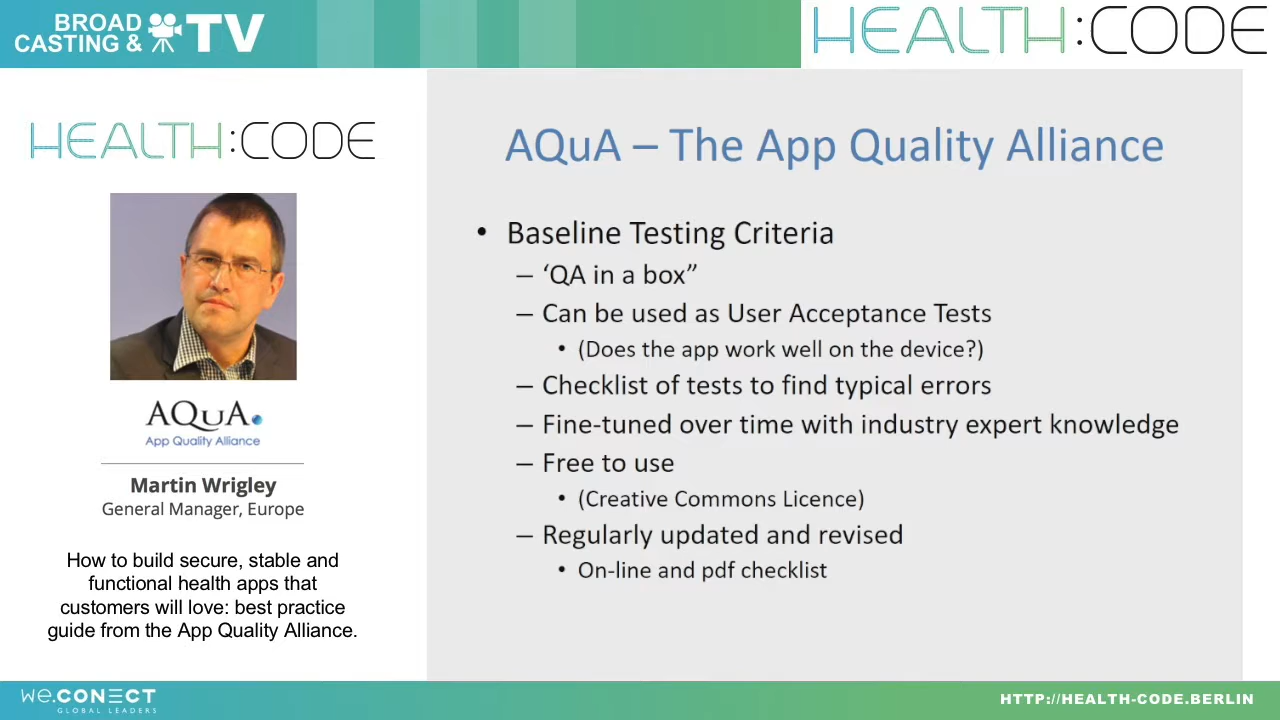 BROAD
CASTING & TV
HEALTH:CODE
HEALTH:CODE
AQuA.
App Quality Alliance
Martin Wrigley
General Manager, Europe
How to build secure, stable and
functional health apps that
customers will love: best practice
guide from the App Quality Alliance.
AQuA – The App Quality Alliance
• Baseline Testing Criteria
– ‘QA in a box”
– Can be used as User Acceptance Tests
• (Does the app work well on the device?)
– Checklist of tests to find typical errors
– Fine-tuned over time with industry expert knowledge
– Free to use
• (Creative Commons Licence)
– Regularly updated and revised
• On-line and pdf checklist
we.CONECT
GLOBAL LEADERS
HTTP://HEALTH-CODE.BERLIN